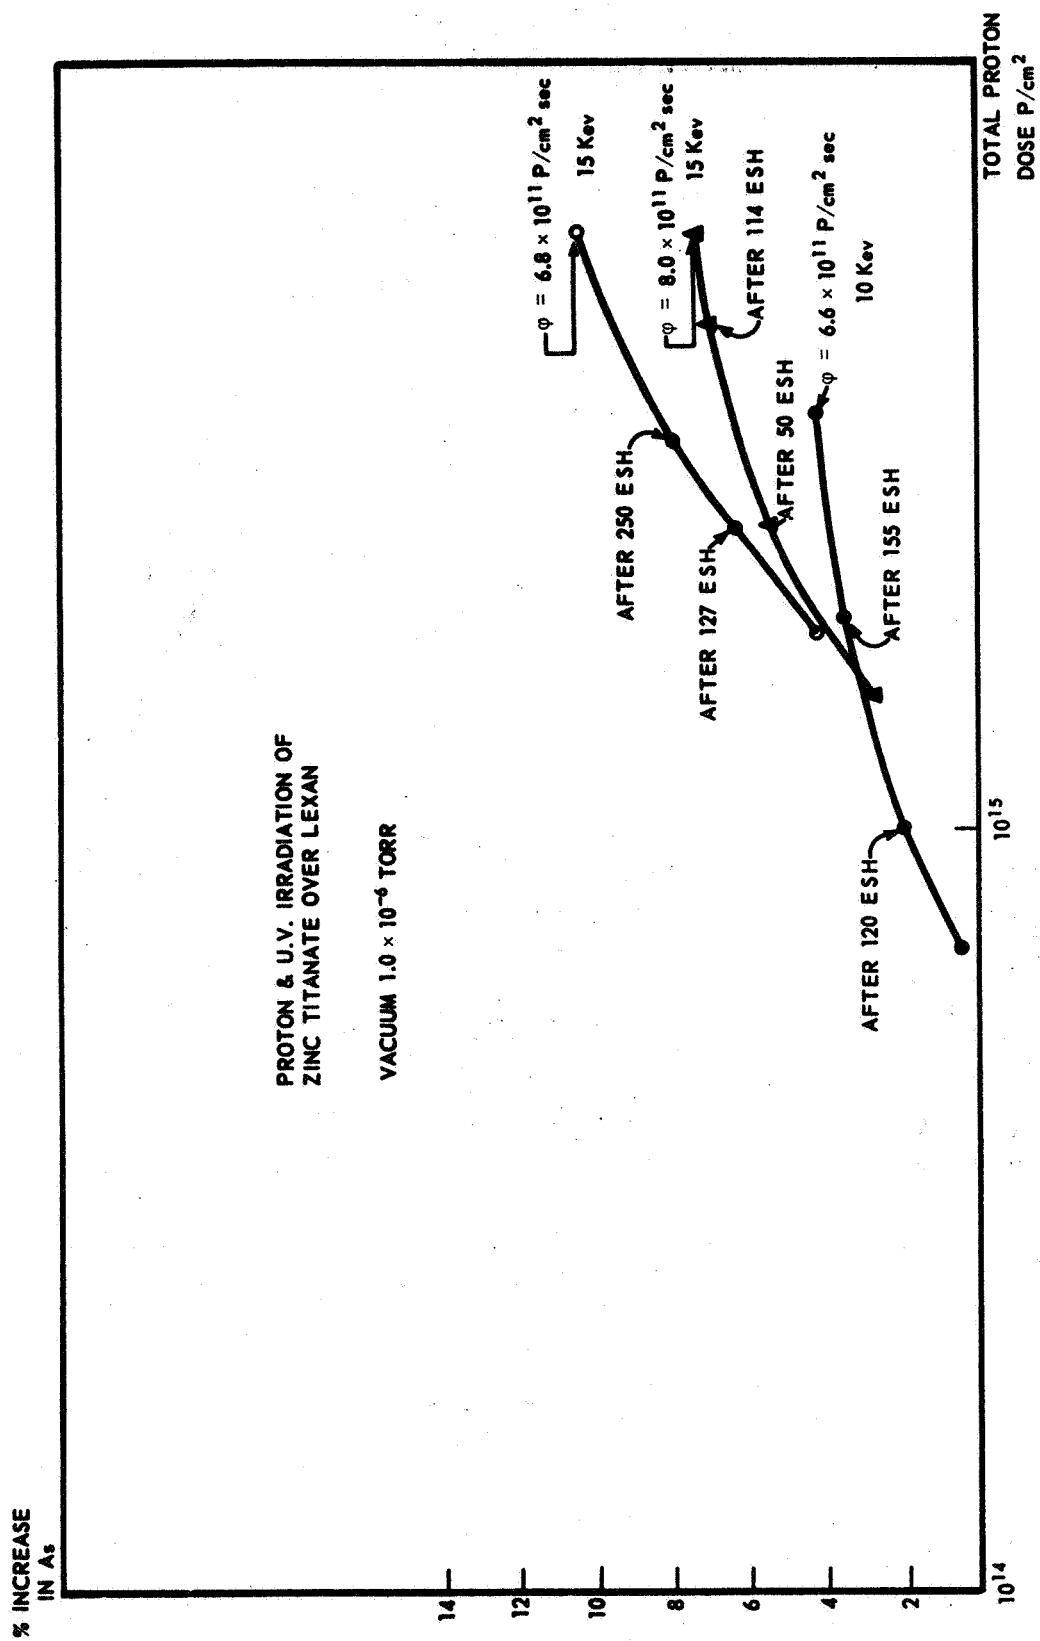 % INCREASE
IN As
PROTON & U.V. IRRADIATION OF
ZINC TITANATE OVER LEXAN
VACUUM 1.0 × 10⁻⁶ TORR
φ = 6.8 × 10¹¹ P/cm² sec
15 Kev
φ = 8.0 × 10¹¹ P/cm² sec
15 Kev
AFTER 250 ESH
AFTER 127 ESH
AFTER 114 ESH
AFTER 50 ESH
φ = 6.6 × 10¹¹ P/cm² sec
10 Kev
AFTER 155 ESH
AFTER 120 ESH
14
12
10
8
6
4
2
10¹⁴
10¹⁵
TOTAL PROTON
DOSE P/cm²